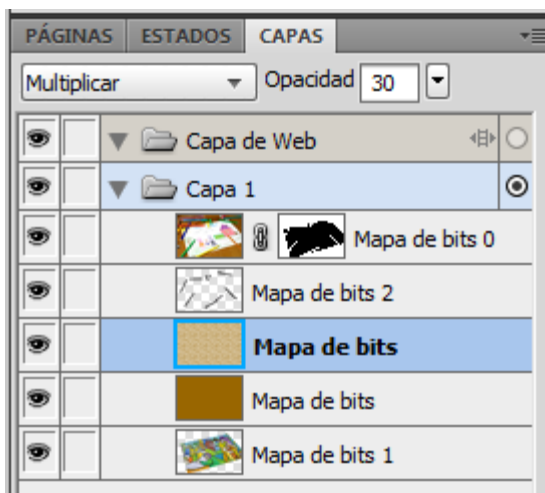 PÁGINAS ESTADOS CAPAS
Multiplicar Opacidad 30
Capa de Web
Capa 1
Mapa de bits 0
Mapa de bits 2
Mapa de bits
Mapa de bits
Mapa de bits 1